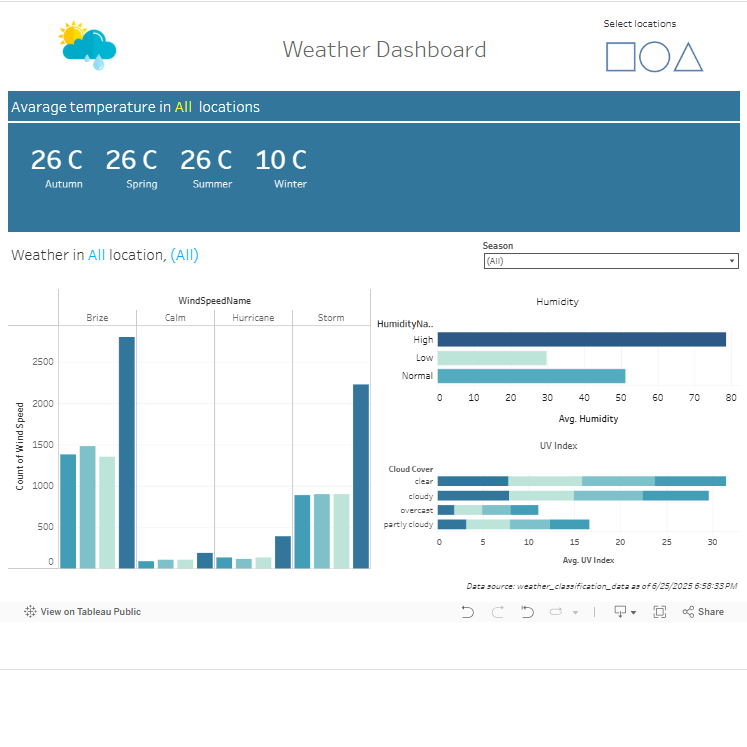 Select locations
Weather Dashboard
Avarage temperature in All locations
26 C 26 C 26 C 10 C
Autumn Spring Summer Winter
Weather in All location, (All)
Season
(All)
WindSpeedName
Brize Calm Hurricane Storm
Count of Wind Speed
2500
2000
1500
1000
500
0
Humidity
HumidityNa..
High
Low
Normal
0 10 20 30 40 50 60 70 80
Avg. Humidity
UV Index
Cloud Cover
clear
cloudy
overcast
partly cloudy
0 5 10 15 20 25 30
Avg. UV Index
Data source: weather_classification_data as of 6/25/2025 6:58:33 PM
View on Tableau Public
Share